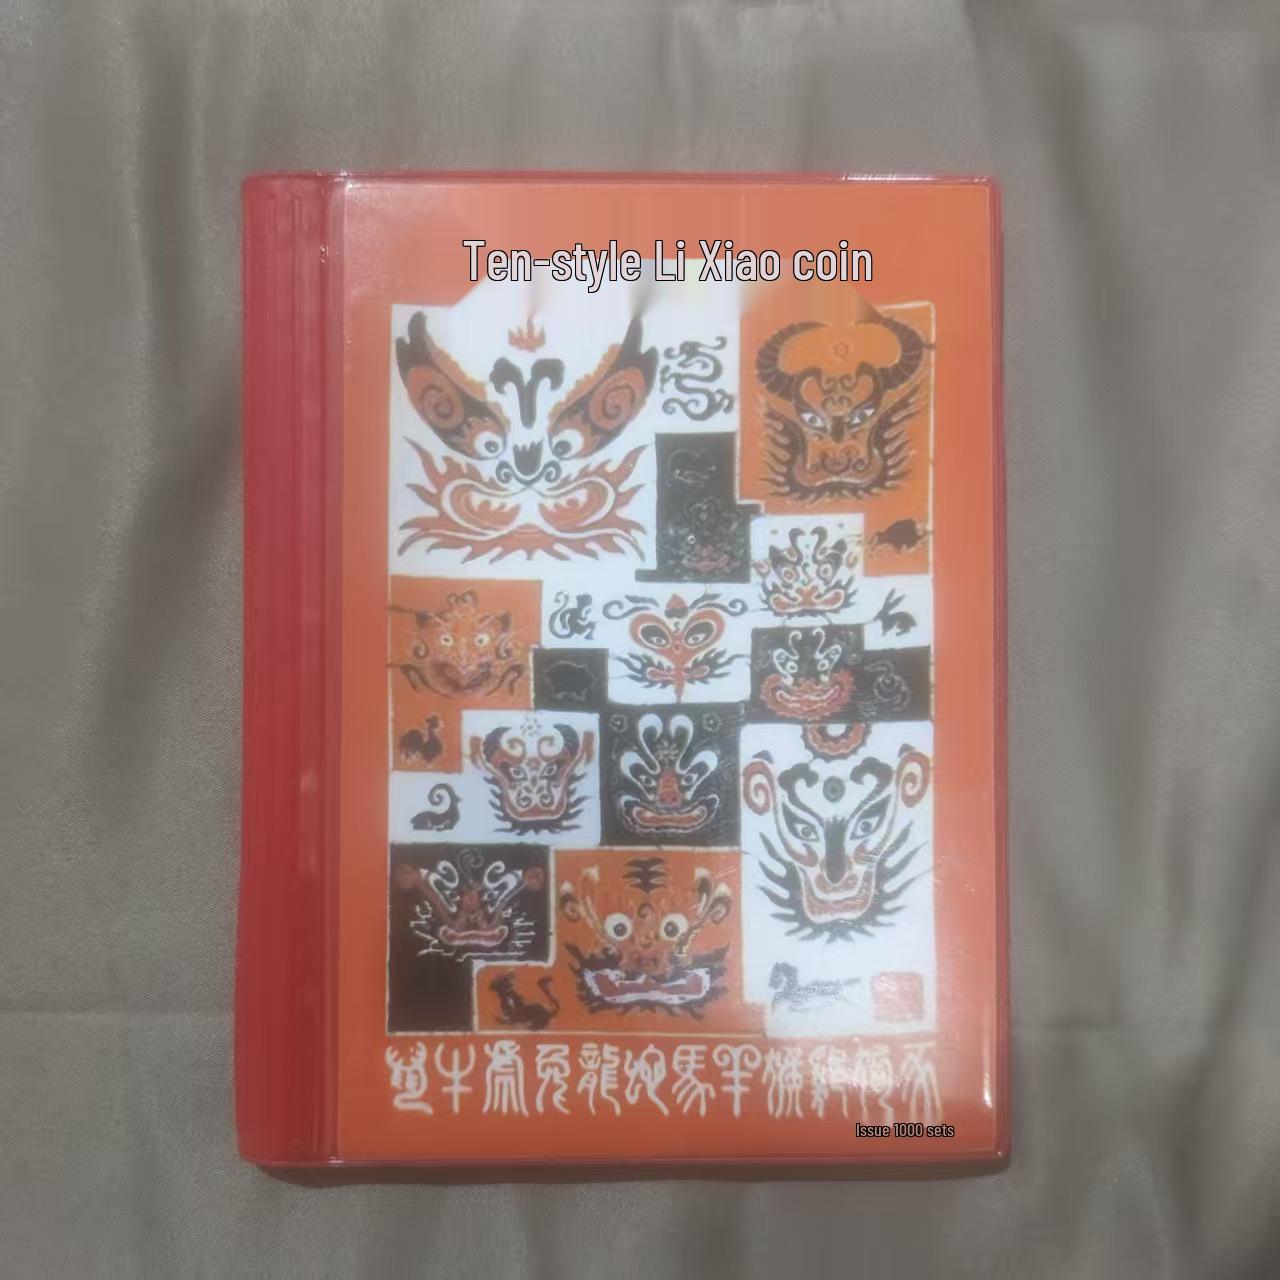 Ten-style Li Xiao coin
鼠牛虎兔龍蛇馬羊猴雞狗豕
Issue 1000 sets